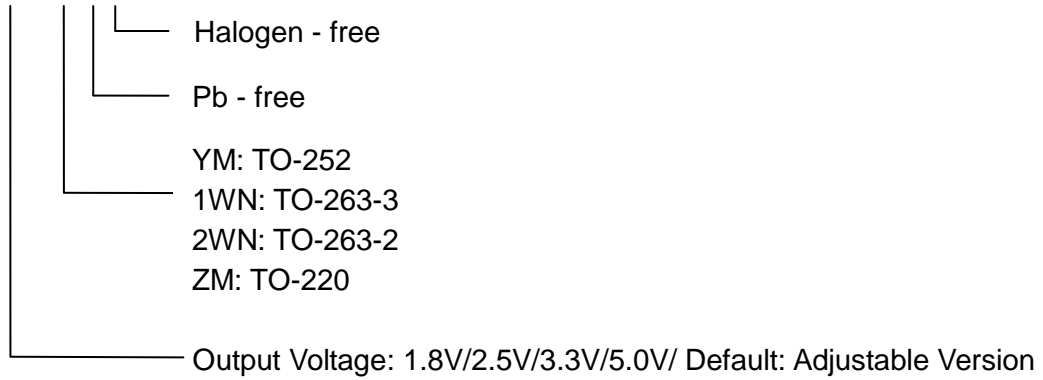 Halogen - free
Pb - free
YM: TO-252
1WN: TO-263-3
2WN: TO-263-2
ZM: TO-220
Output Voltage: 1.8V/2.5V/3.3V/5.0V/ Default: Adjustable Version